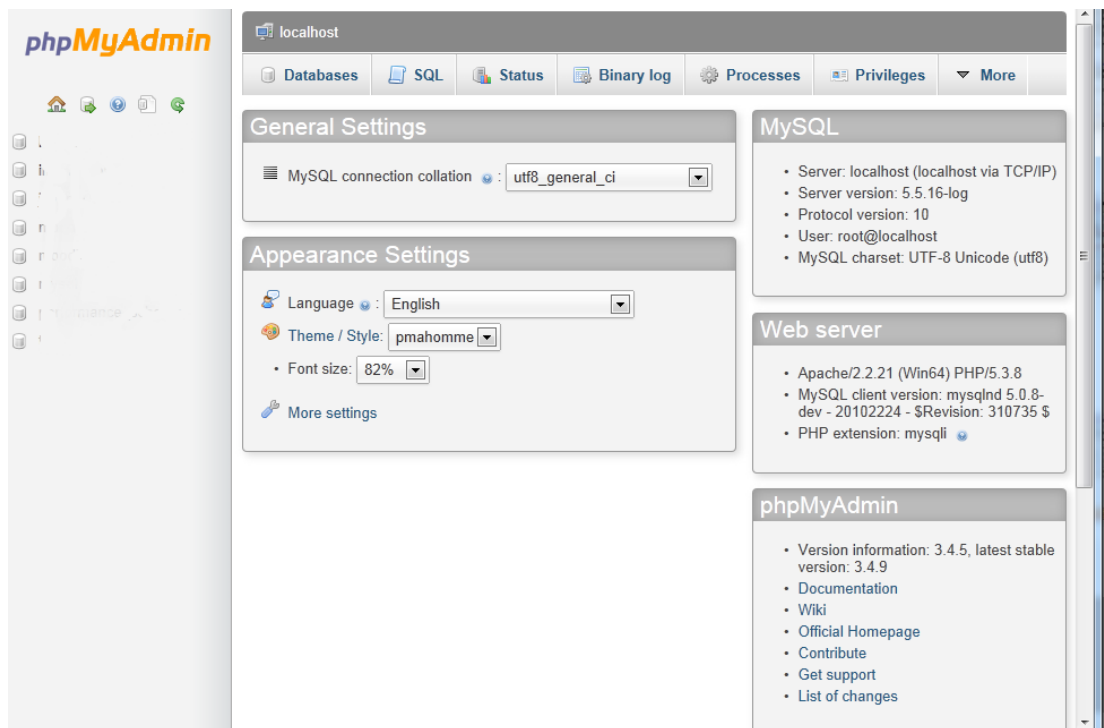 phpMyAdmin
localhost
Databases SQL Status Binary log Processes Privileges More
General Settings
MySQL connection collation : utf8_general_ci
Appearance Settings
Language : English
Theme / Style: pmahomme
Font size: 82%
More settings
MySQL
Server: localhost (localhost via TCP/IP)
Server version: 5.5.16-log
Protocol version: 10
User: root@localhost
MySQL charset: UTF-8 Unicode (utf8)
Web server
Apache/2.2.21 (Win64) PHP/5.3.8
MySQL client version: mysqlnd 5.0.8-
dev - 20102224 - $Revision: 310735 $
PHP extension: mysqli
phpMyAdmin
Version information: 3.4.5, latest stable
version: 3.4.9
Documentation
Wiki
Official Homepage
Contribute
Get support
List of changes